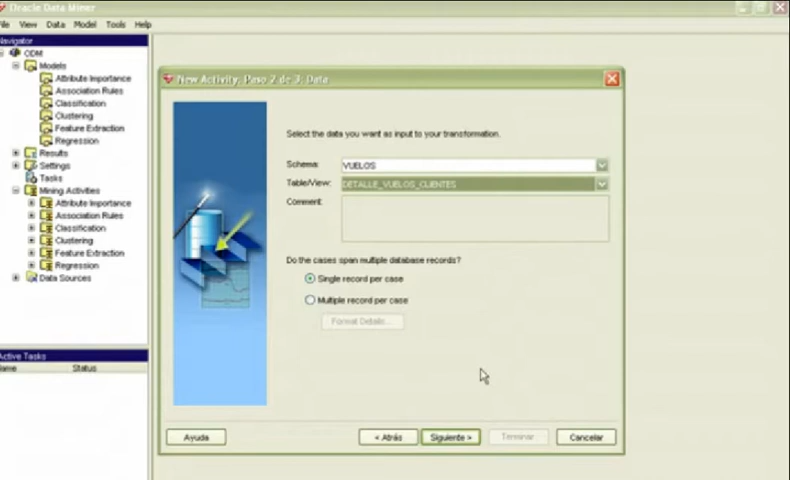 Oracle Data Miner
File View Data Model Tools Help
Navigator
ODM
Models
Attribute Importance
Association Rules
Classification
Clustering
Feature Extraction
Regression
Results
Settings
Tasks
Mining Activities
Attribute Importance
Association Rules
Classification
Clustering
Feature Extraction
Regression
Data Sources
Active Tasks
Name Status
New Activity: Paso 2 de 3: Data
Select the data you want as input to your transformation.
Schema: VUELOS
Table/View: DETALLE_VUELOS_CLIENTES
Comment:
Do the cases span multiple database records?
Single record per case
Multiple record per case
Format Details...
Ayuda < Atrás Siguiente > Terminar Cancelar